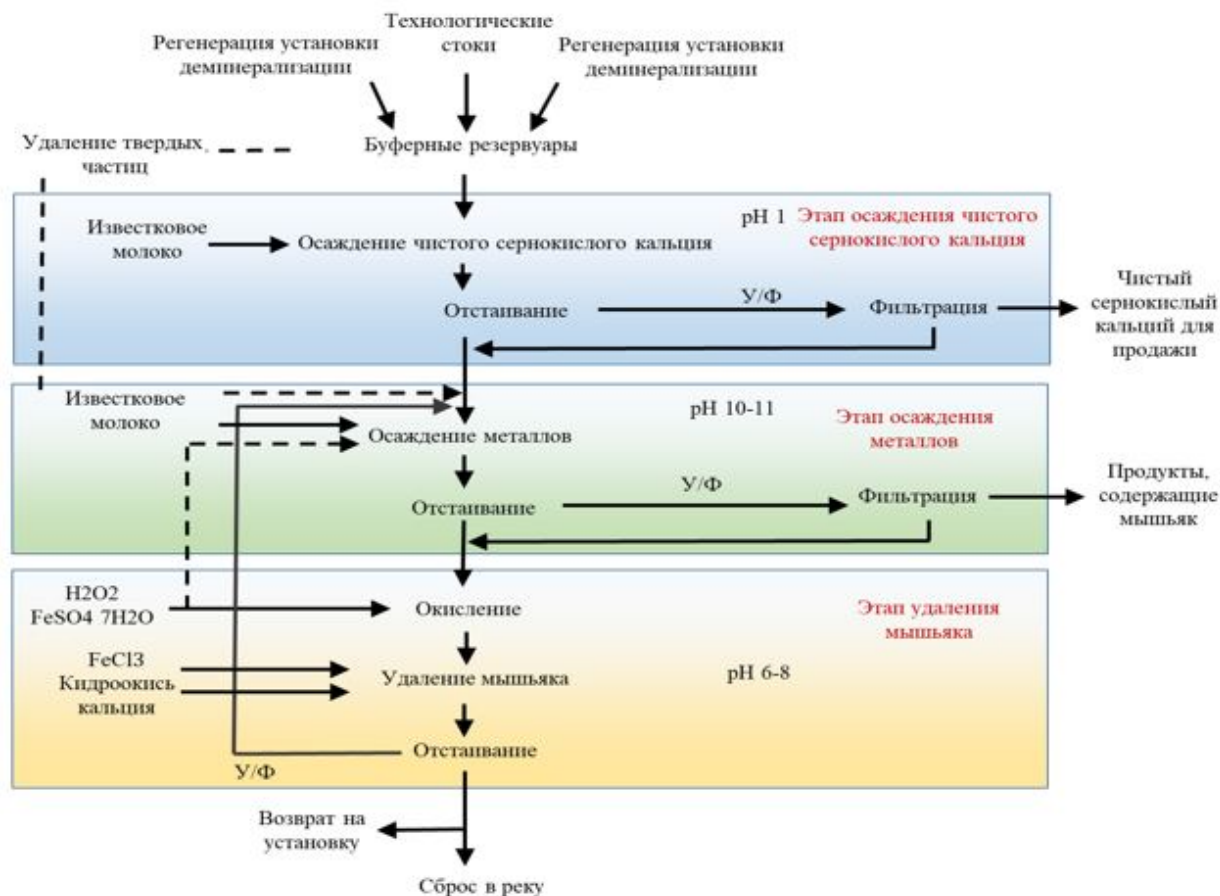 Технологические
стоки
Регенерация установки
деминерализации
Регенерация установки
деминерализации
Удаление твердых
частиц
Буферные резервуары
pH 1
Этап осаждения чистого
сернокислого кальция
Известковое
молоко
Осаждение чистого сернокислого кальция
Отстаивание
У/Ф
Фильтрация
Чистый
сернокислый
кальций для
продажи
Известковое
молоко
pH 10-11
Этап осаждения
металлов
Осаждение металлов
Отстаивание
У/Ф
Фильтрация
Продукты,
содержащие
мышьяк
H2O2
FeSO4 7H2O
Окисление
Этап удаления
мышьяка
FeCl3
Кидроокись
кальция
Удаление мышьяка
pH 6-8
Отстаивание
У/Ф
Возврат на
установку
Сброс в реку